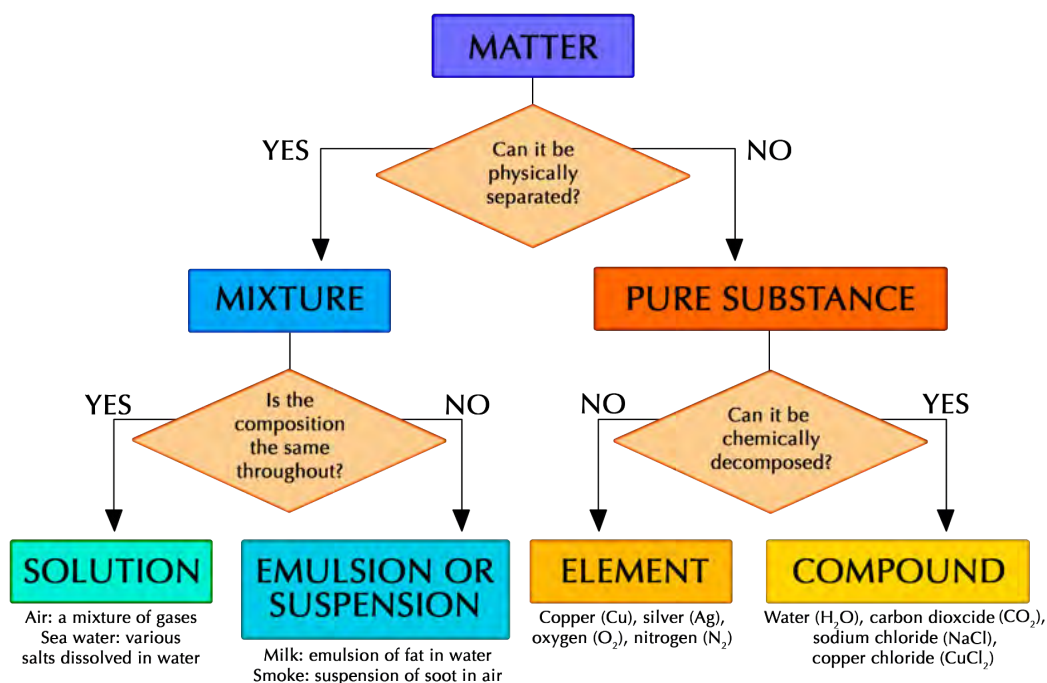 MATTER
YES
Can it be
physically
separated?
NO
MIXTURE
PURE SUBSTANCE
YES
Is the
composition
the same
throughout?
NO
NO
Can it be
chemically
decomposed?
YES
SOLUTION
Air: a mixture of gases
Sea water: various
salts dissolved in water
EMULSION OR
SUSPENSION
Milk: emulsion of fat in water
Smoke: suspension of soot in air
ELEMENT
Copper (Cu), silver (Ag),
oxygen (O₂), nitrogen (N₂)
COMPOUND
Water (H₂O), carbon dioxcide (CO₂),
sodium chloride (NaCl),
copper chloride (CuCl₂)